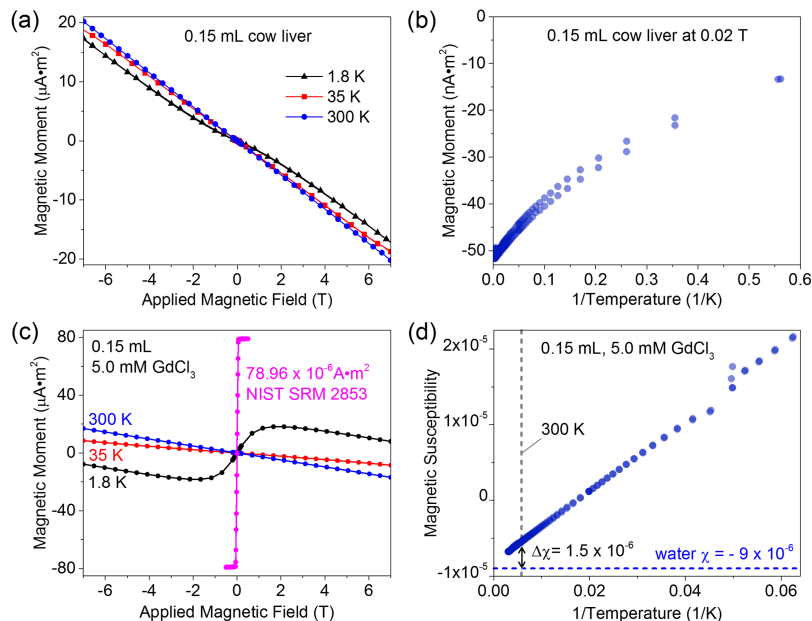 (a)
0.15 mL cow liver
1.8 K
35 K
300 K
Magnetic Moment (μA•m²)
20
10
0
-10
-20
-6 -4 -2 0 2 4 6
Applied Magnetic Field (T)
(b)
0.15 mL cow liver at 0.02 T
Magnetic Moment (nA•m²)
0
-10
-20
-30
-40
-50
0.0 0.1 0.2 0.3 0.4 0.5 0.6
1/Temperature (1/K)
(c)
0.15 mL
5.0 mM GdCl₃
78.96 x 10⁻⁶A•m²
NIST SRM 2853
300 K
35 K
1.8 K
Magnetic Moment (μA•m²)
80
40
0
-40
-80
-6 -4 -2 0 2 4 6
Applied Magnetic Field (T)
(d)
0.15 mL, 5.0 mM GdCl₃
300 K
Δχ = 1.5 x 10⁻⁶
water χ = - 9 x 10⁻⁶
Magnetic Susceptibility
2x10⁻⁵
1x10⁻⁵
0
-1x10⁻⁵
0.00 0.02 0.04 0.06
1/Temperature (1/K)